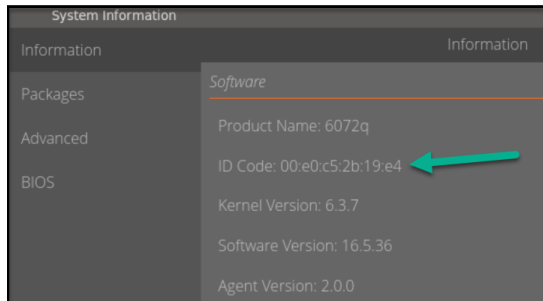 System Information
Information
Packages
Advanced
BIOS
Information
Software
Product Name: 6072q
ID Code: 00:e0:c5:2b:19:e4
Kernel Version: 6.3.7
Software Version: 16.5.36
Agent Version: 2.0.0